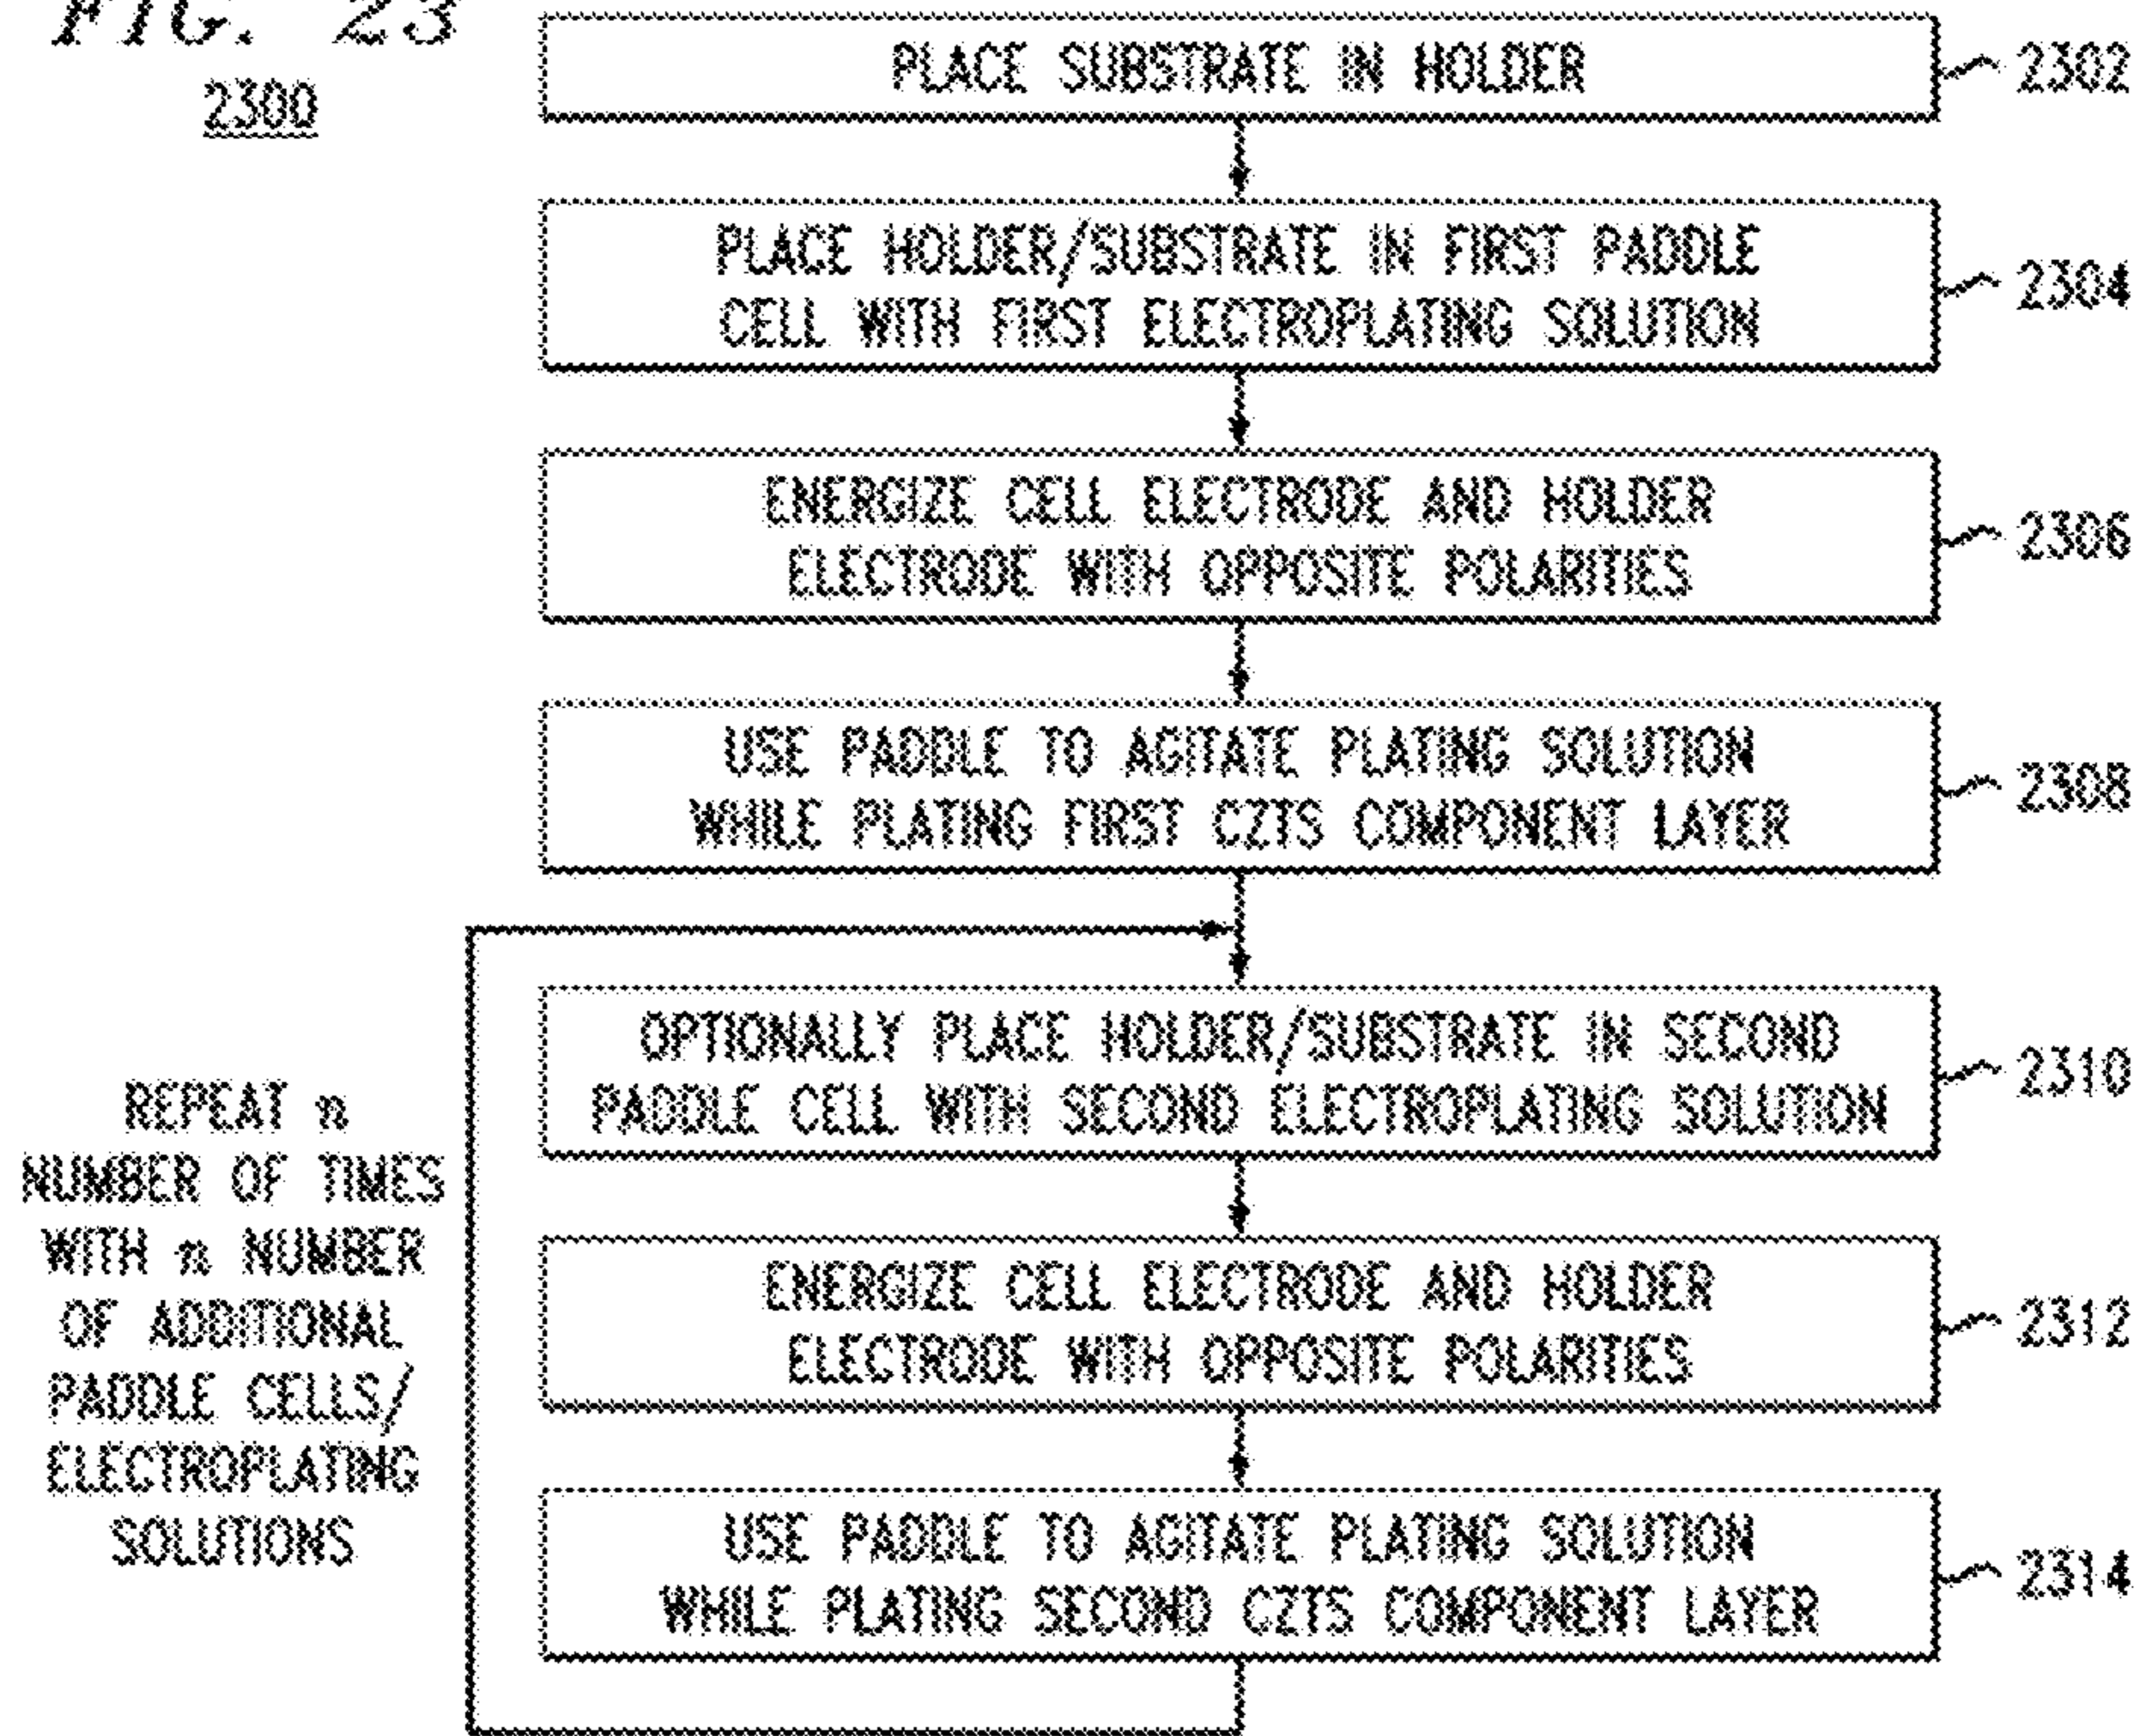 FIG. 23
2300
PLACE SUBSTRATE IN HOLDER
2302
PLACE HOLDER/SUBSTRATE IN FIRST PADDLE
CELL WITH FIRST ELECTROPLATING SOLUTION
2304
ENERGIZE CELL ELECTRODE AND HOLDER
ELECTRODE WITH OPPOSITE POLARITIES
2306
USE PADDLE TO AGITATE PLATING SOLUTION
WHILE PLATING FIRST CZTS COMPONENT LAYER
2308
OPTIONALLY PLACE HOLDER/SUBSTRATE IN SECOND
PADDLE CELL WITH SECOND ELECTROPLATING SOLUTION
2310
ENERGIZE CELL ELECTRODE AND HOLDER
ELECTRODE WITH OPPOSITE POLARITIES
2312
USE PADDLE TO AGITATE PLATING SOLUTION
WHILE PLATING SECOND CZTS COMPONENT LAYER
2314
REPEAT n
NUMBER OF TIMES
WITH n NUMBER
OF ADDITIONAL
PADDLE CELLS/
ELECTROPLATING
SOLUTIONS